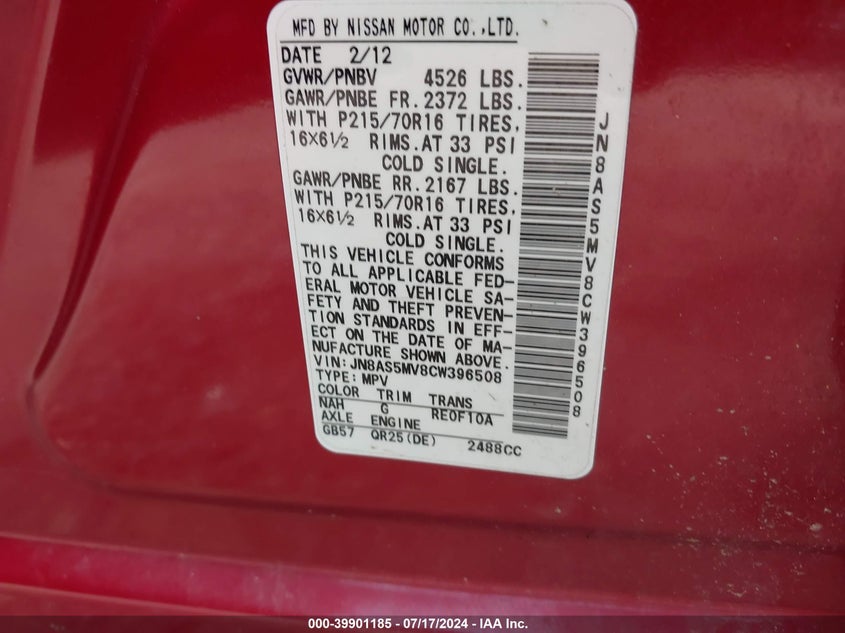 MFD BY NISSAN MOTOR CO.,LTD.
DATE 2/12
GVWR/PNBV 4526 LBS.
GAWR/PNBE FR. 2372 LBS.
WITH P215/70R16 TIRES,
16X6½ RIMS. AT 33 PSI
COLD SINGLE.
GAWR/PNBE RR. 2167 LBS.
WITH P215/70R16 TIRES,
16X6½ RIMS. AT 33 PSI
COLD SINGLE.
THIS VEHICLE CONFORMS
TO ALL APPLICABLE FED-
ERAL MOTOR VEHICLE SA-
FETY AND THEFT PREVEN-
TION STANDARDS IN EFF-
ECT ON THE DATE OF MA-
NUFACTURE SHOWN ABOVE.
VIN: JN8AS5MV8CW396508
TYPE: MPV
COLOR TRIM TRANS
NAH G RE0F10A
AXLE ENGINE
GB57 QR25(DE) 2488CC
JN8AS5MV8CW396508
000-39901185 - 07/17/2024 - IAA Inc.